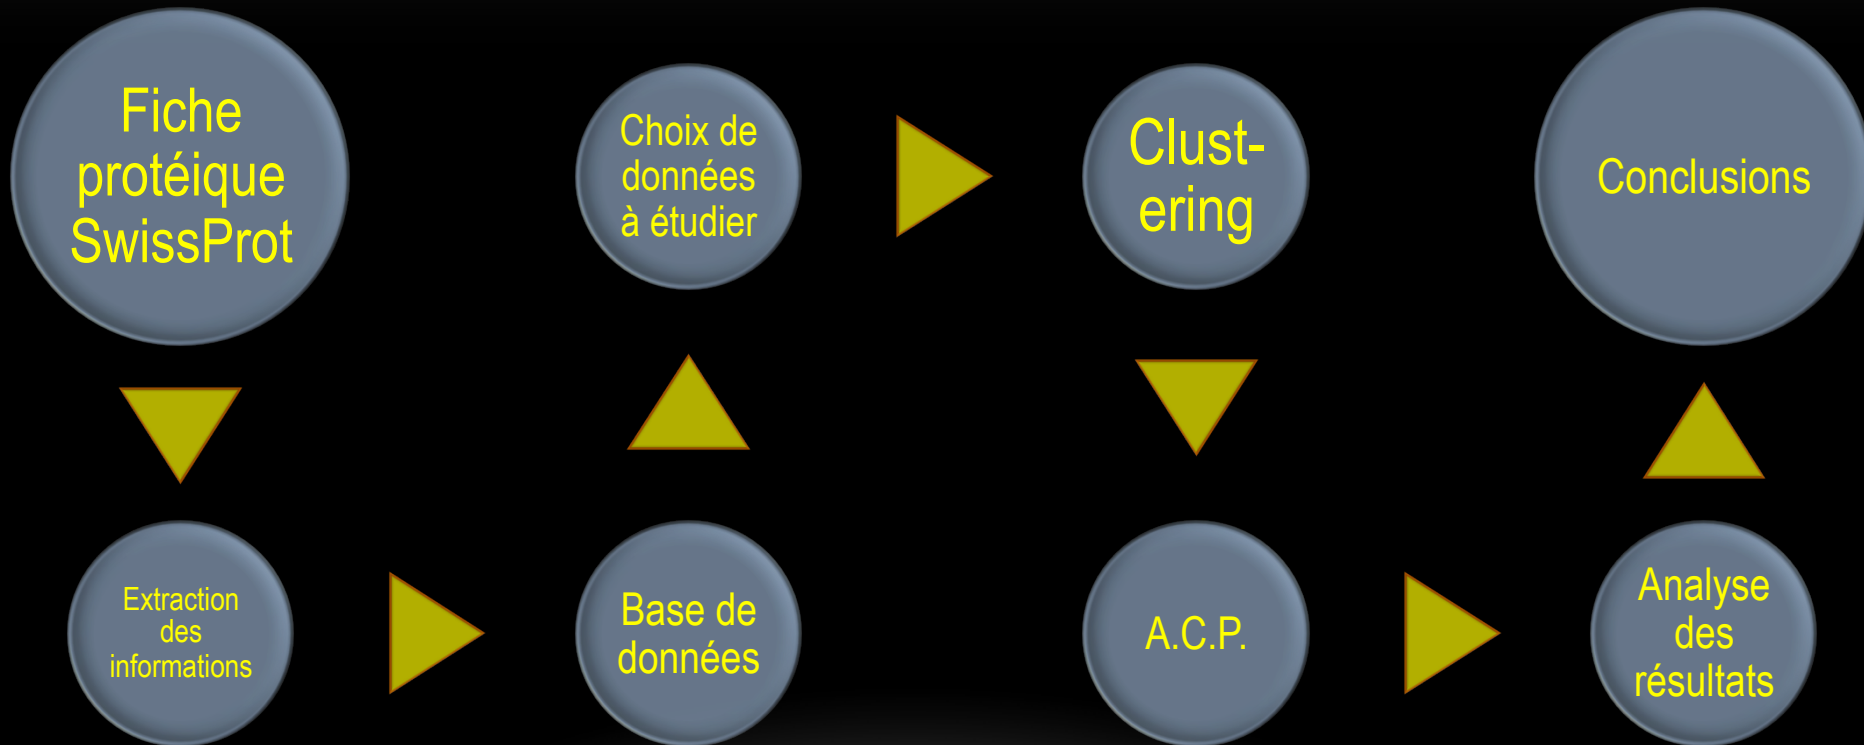 Fiche
protéique
SwissProt
Extraction
des
informations
Base de
données
Choix de
données
à étudier
Clust-
ering
A.C.P.
Analyse
des
résultats
Conclusions